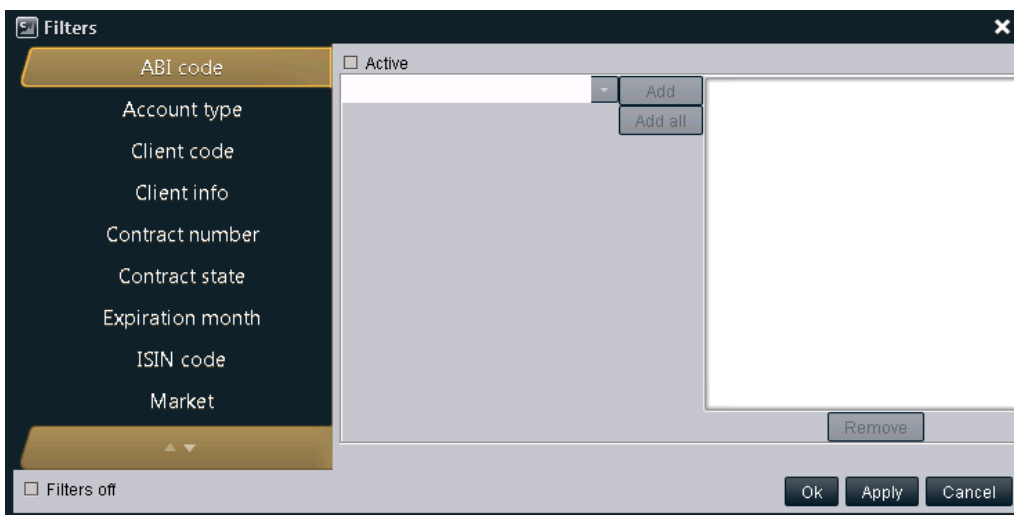 Filters
ABI code
Account type
Client code
Client info
Contract number
Contract state
Expiration month
ISIN code
Market
Active
Add
Add all
Remove
Filters off
Ok
Apply
Cancel